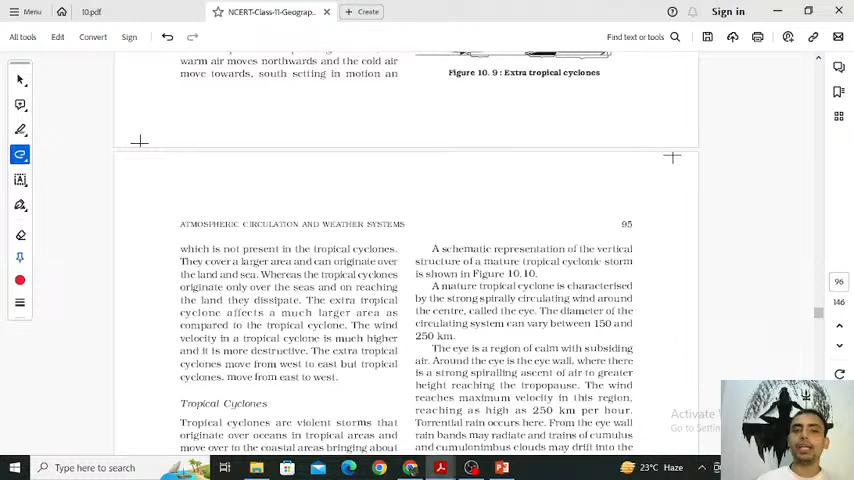 Menu
10.pdf
NCERT-Class-11-Geograp...
Create
Sign in
All tools
Edit
Convert
Sign
Find text or tools
warm air moves northwards and the cold air
move towards, south setting in motion an
Figure 10. 9 : Extra tropical cyclones
ATMOSPHERIC CIRCULATION AND WEATHER SYSTEMS
95
which is not present in the tropical cyclones.
They cover a larger area and can originate over
the land and sea. Whereas the tropical cyclones
originate only over the seas and on reaching
the land they dissipate. The extra tropical
cyclone affects a much larger area as
compared to the tropical cyclone. The wind
velocity in a tropical cyclone is much higher
and it is more destructive. The extra tropical
cyclones move from west to east but tropical
cyclones, move from east to west.
Tropical Cyclones
Tropical cyclones are violent storms that
originate over oceans in tropical areas and
move over to the coastal areas bringing about
A schematic representation of the vertical
structure of a mature tropical cyclonic storm
is shown in Figure 10.10.
A mature tropical cyclone is characterised
by the strong spirally circulating wind around
the centre, called the eye. The diameter of the
circulating system can vary between 150 and
250 km.
The eye is a region of calm with subsiding
air. Around the eye is the eye wall, where there
is a strong spiralling ascent of air to greater
height reaching the tropopause. The wind
reaches maximum velocity in this region,
reaching as high as 250 km per hour.
Torrential rain occurs here. From the eye wall
rain bands may radiate and trains of cumulus
and cumulonimbus clouds may drift into the
96
146
Activate
Go to Setting
Type here to search
23°C Haze